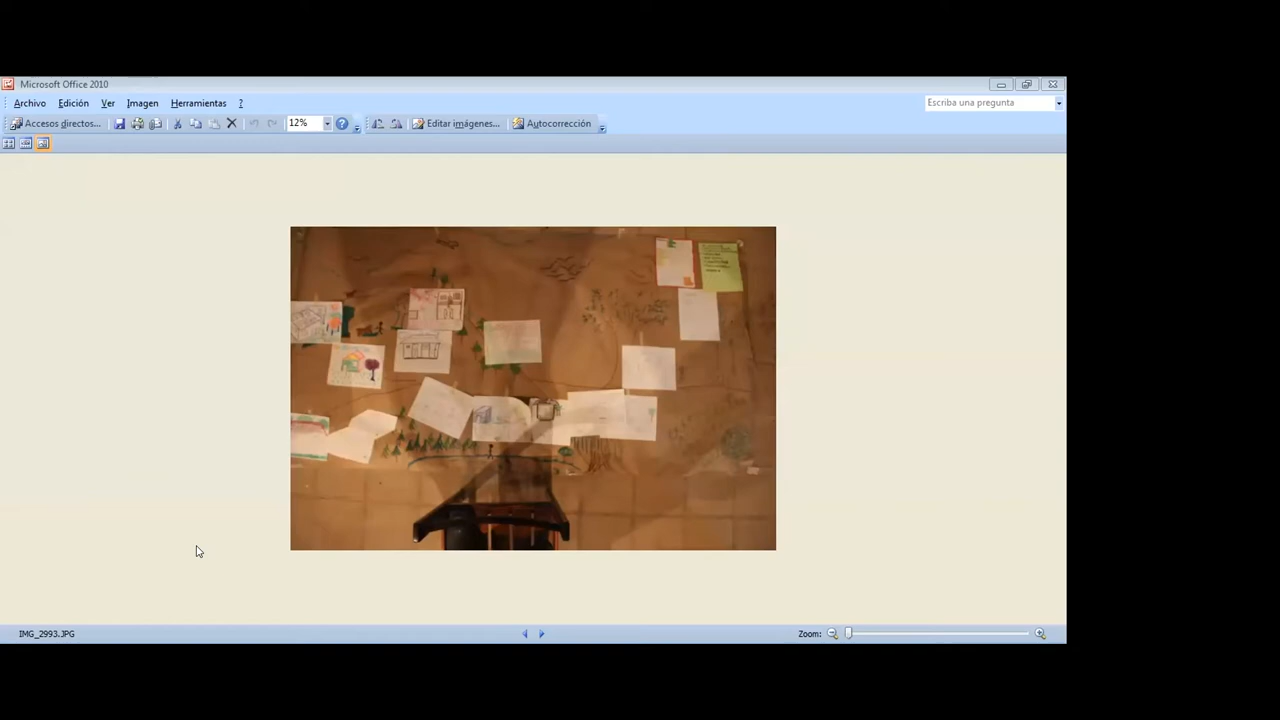 Microsoft Office 2010
Archivo Edición Ver Imagen Herramientas ?
Escriba una pregunta
Accesos directos... 12% Editar imágenes... Autocorrección
IMG_2993.JPG
Zoom: